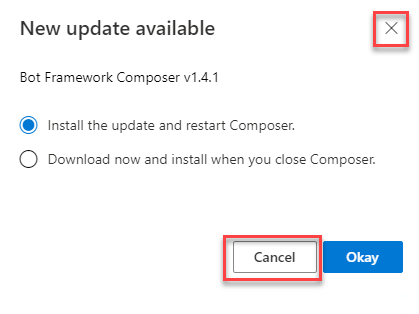 New update available
Bot Framework Composer v1.4.1
Install the update and restart Composer.
Download now and install when you close Composer.
Cancel
Okay